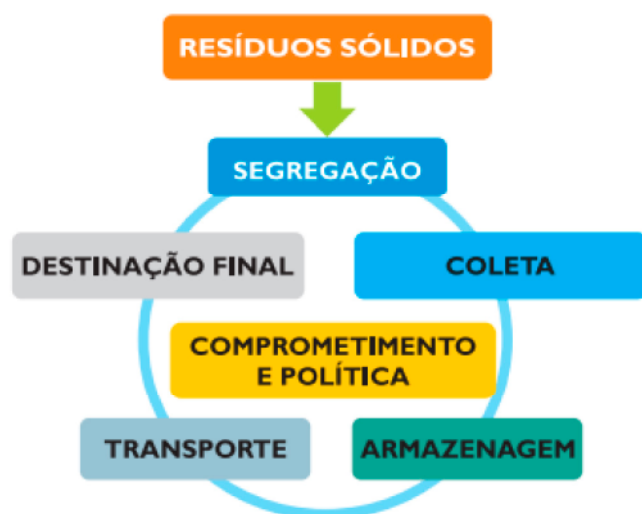 RESÍDUOS SÓLIDOS
SEGREGAÇÃO
DESTINAÇÃO FINAL
COLETA
COMPROMETIMENTO
E POLÍTICA
TRANSPORTE
ARMAZENAGEM